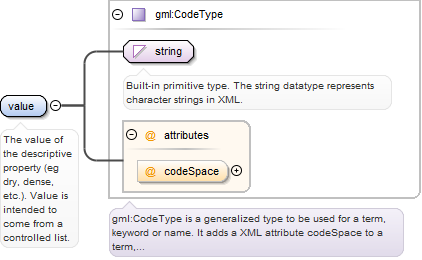 gml:CodeType
string
Built-in primitive type. The string datatype represents
character strings in XML.
value
The value of
the descriptive
property (eg
dry, dense,
etc.). Value is
intended to
come from a
controlled list.
@ attributes
@ codeSpace
gml:CodeType is a generalized type to be used for a term,
keyword or name. It adds a XML attribute codeSpace to a
term,...